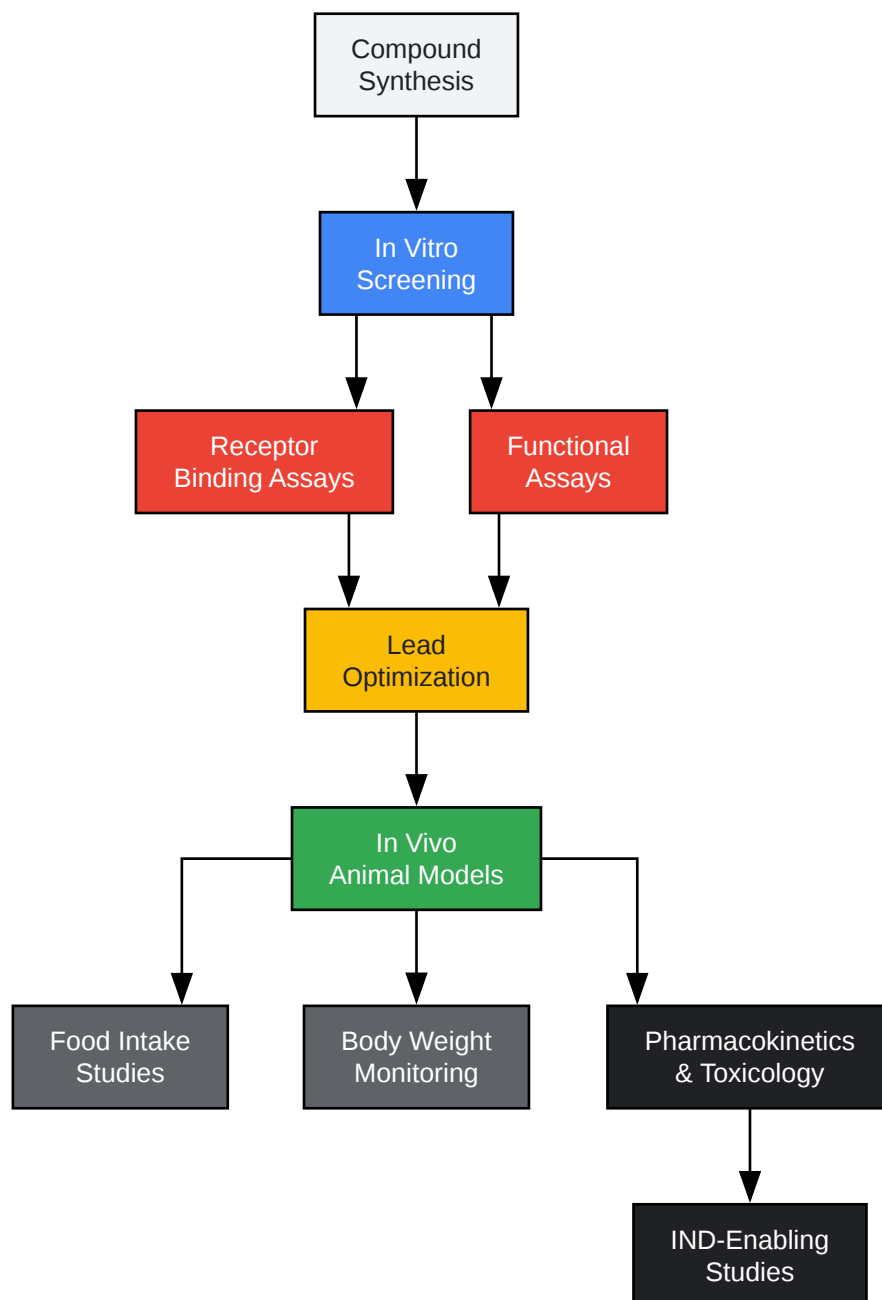 Compound
Synthesis
In Vitro
Screening
Receptor
Binding Assays
Functional
Assays
Lead
Optimization
In Vivo
Animal Models
Food Intake
Studies
Body Weight
Monitoring
Pharmacokinetics
& Toxicology
IND-Enabling
Studies